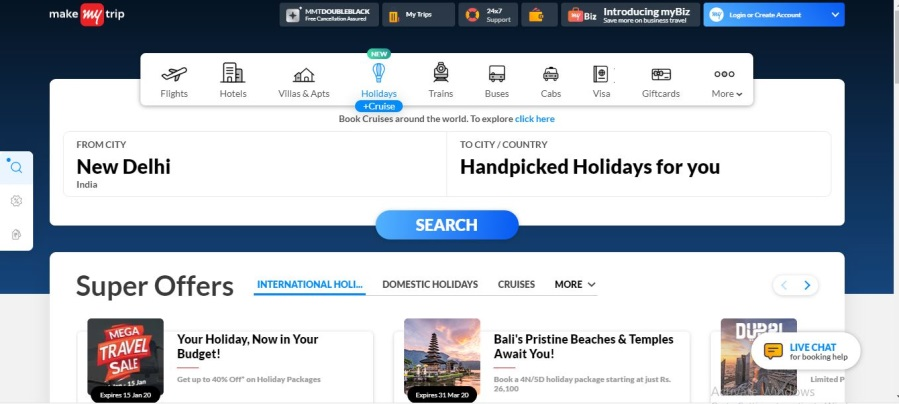 make my trip
MMTDOUBLEBLACK
Free Cancellation Assured!
My Trips
24x7
Support
my Biz
Introducing myBiz
Save more on business travel
my
Login or Create Account
NEW
Flights
Hotels
Villas & Apts
Holidays
Trains
Buses
Cabs
Visa
Giftcards
More
+Cruise
Book Cruises around the world. To explore click here
FROM CITY
New Delhi
India
TO CITY / COUNTRY
Handpicked Holidays for you
SEARCH
Super Offers
INTERNATIONAL HOLI...
DOMESTIC HOLIDAYS
CRUISES
MORE
MEGA
TRAVEL
SALE
15 Jan
Expires 15 Jan 20
Your Holiday, Now in Your
Budget!
Get up to 40% Off* on Holiday Packages
Expires 31 Mar 20
Bali's Pristine Beaches & Temples
Await You!
Book a 4N/5D holiday package starting at just Rs.
26,100
DUBAI
Limited P
LIVE CHAT
for booking help
Activate Windows